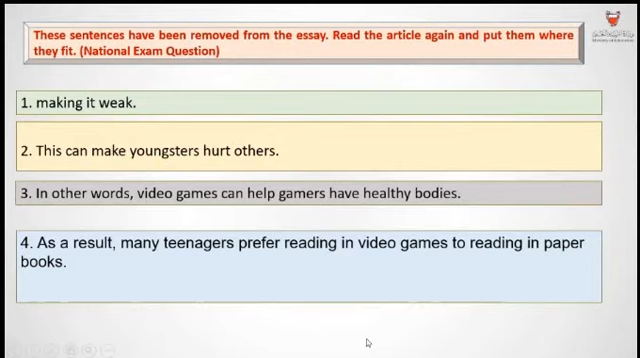 These sentences have been removed from the essay. Read the article again and put them where
they fit. (National Exam Question)
1. making it weak.
2. This can make youngsters hurt others.
3. In other words, video games can help gamers have healthy bodies.
4. As a result, many teenagers prefer reading in video games to reading in paper
books.